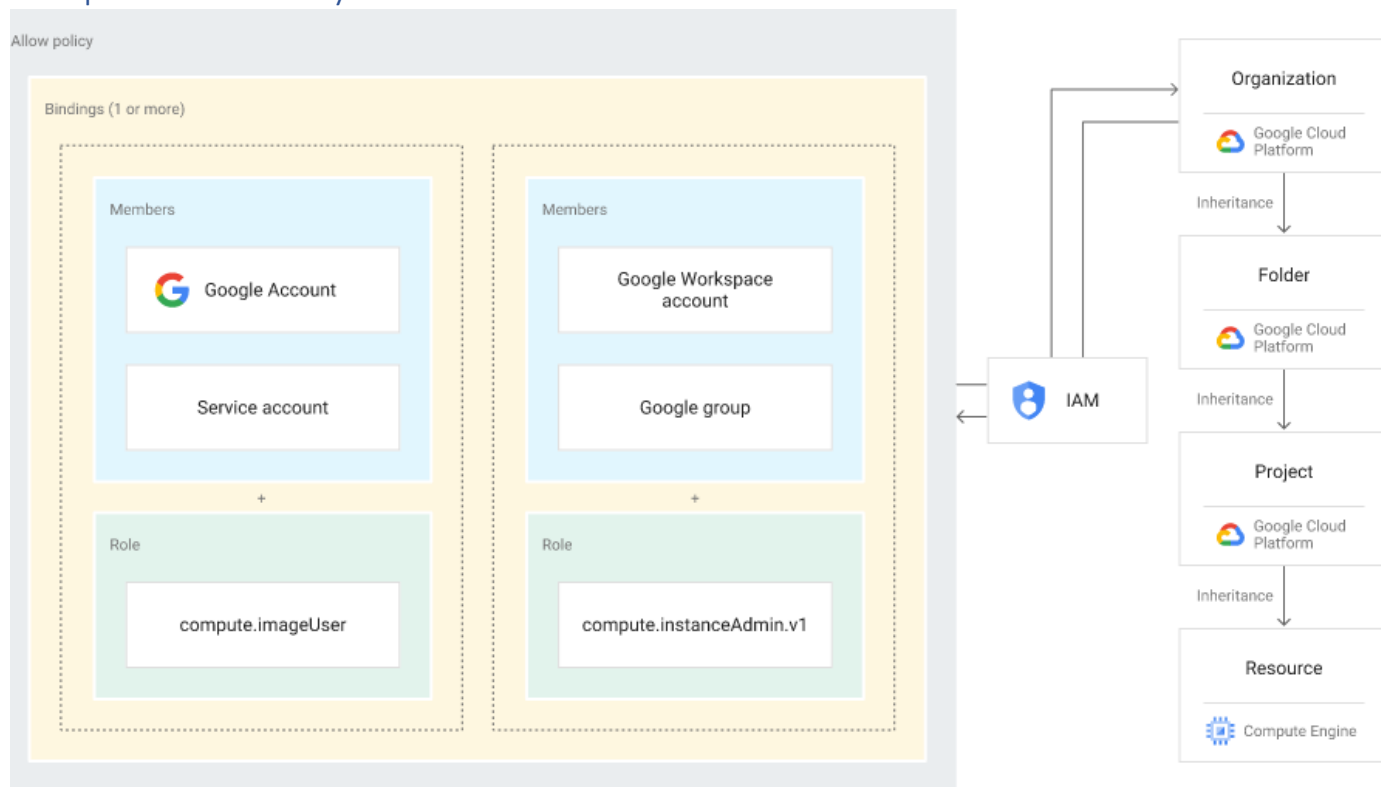 Allow policy
Bindings (1 or more)
Members
Google Account
Service account
+
Role
compute.imageUser
Members
Google Workspace
account
Google group
+
Role
compute.instanceAdmin.v1
IAM
Organization
Google Cloud
Platform
Inheritance
Folder
Google Cloud
Platform
Inheritance
Project
Google Cloud
Platform
Inheritance
Resource
Compute Engine